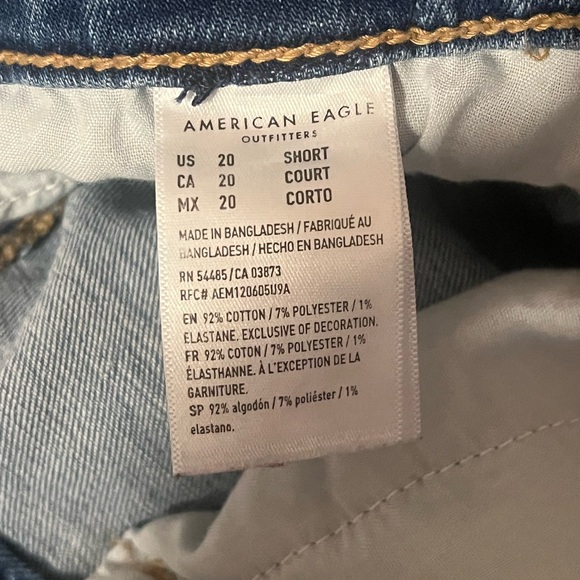 AMERICAN EAGLE
OUTFITTERS
US 20 SHORT
CA 20 COURT
MX 20 CORTO
MADE IN BANGLADESH / FABRIQUÉ AU
BANGLADESH / HECHO EN BANGLADESH
RN 54485 / CA 03873
RFC# AEM120605U9A
EN 92% COTTON / 7% POLYESTER / 1%
ELASTANE. EXCLUSIVE OF DECORATION.
FR 92% COTON / 7% POLYESTER / 1%
ÉLASTHANNE. À L'EXCEPTION DE LA
GARNITURE.
SP 92% algodón / 7% poliéster / 1%
elastano.